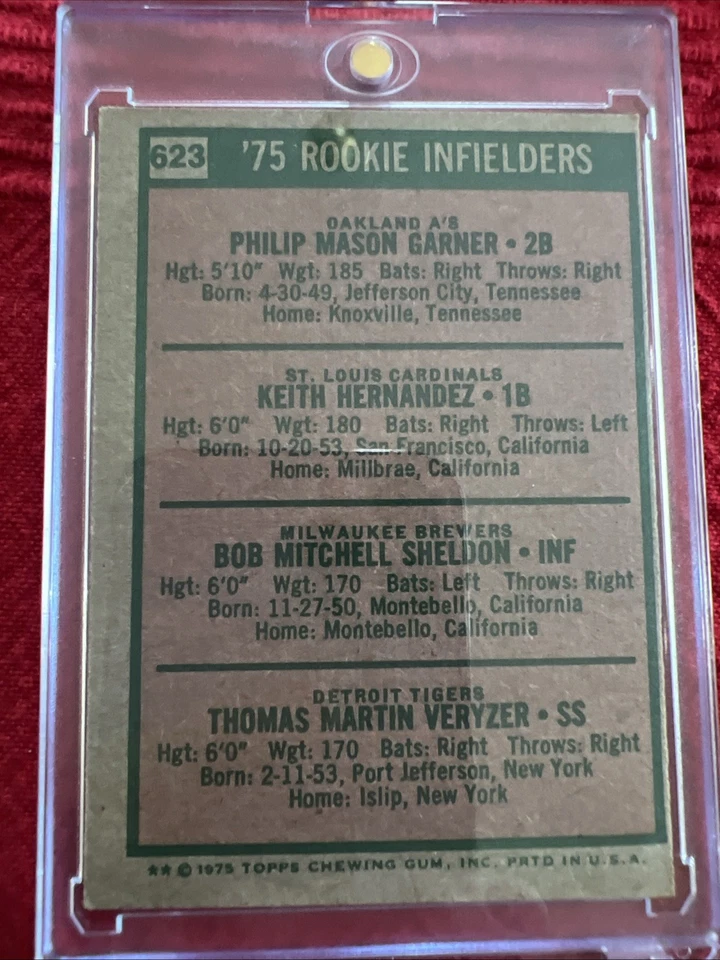 623 '75 ROOKIE INFIELDERS
OAKLAND A'S
PHILIP MASON GARNER • 2B
Hgt: 5'10" Wgt: 185 Bats: Right Throws: Right
Born: 4-30-49, Jefferson City, Tennessee
Home: Knoxville, Tennessee
ST. LOUIS CARDINALS
KEITH HERNANDEZ • 1B
Hgt: 6'0" Wgt: 180 Bats: Right Throws: Left
Born: 10-20-53, San Francisco, California
Home: Millbrae, California
MILWAUKEE BREWERS
BOB MITCHELL SHELDON • INF
Hgt: 6'0" Wgt: 170 Bats: Left Throws: Right
Born: 11-27-50, Montebello, California
Home: Montebello, California
DETROIT TIGERS
THOMAS MARTIN VERYZER • SS
Hgt: 6'0" Wgt: 170 Bats: Right Throws: Right
Born: 2-11-53, Port Jefferson, New York
Home: Islip, New York
★★ © 1975 TOPPS CHEWING GUM, INC. PRTD IN U.S.A.